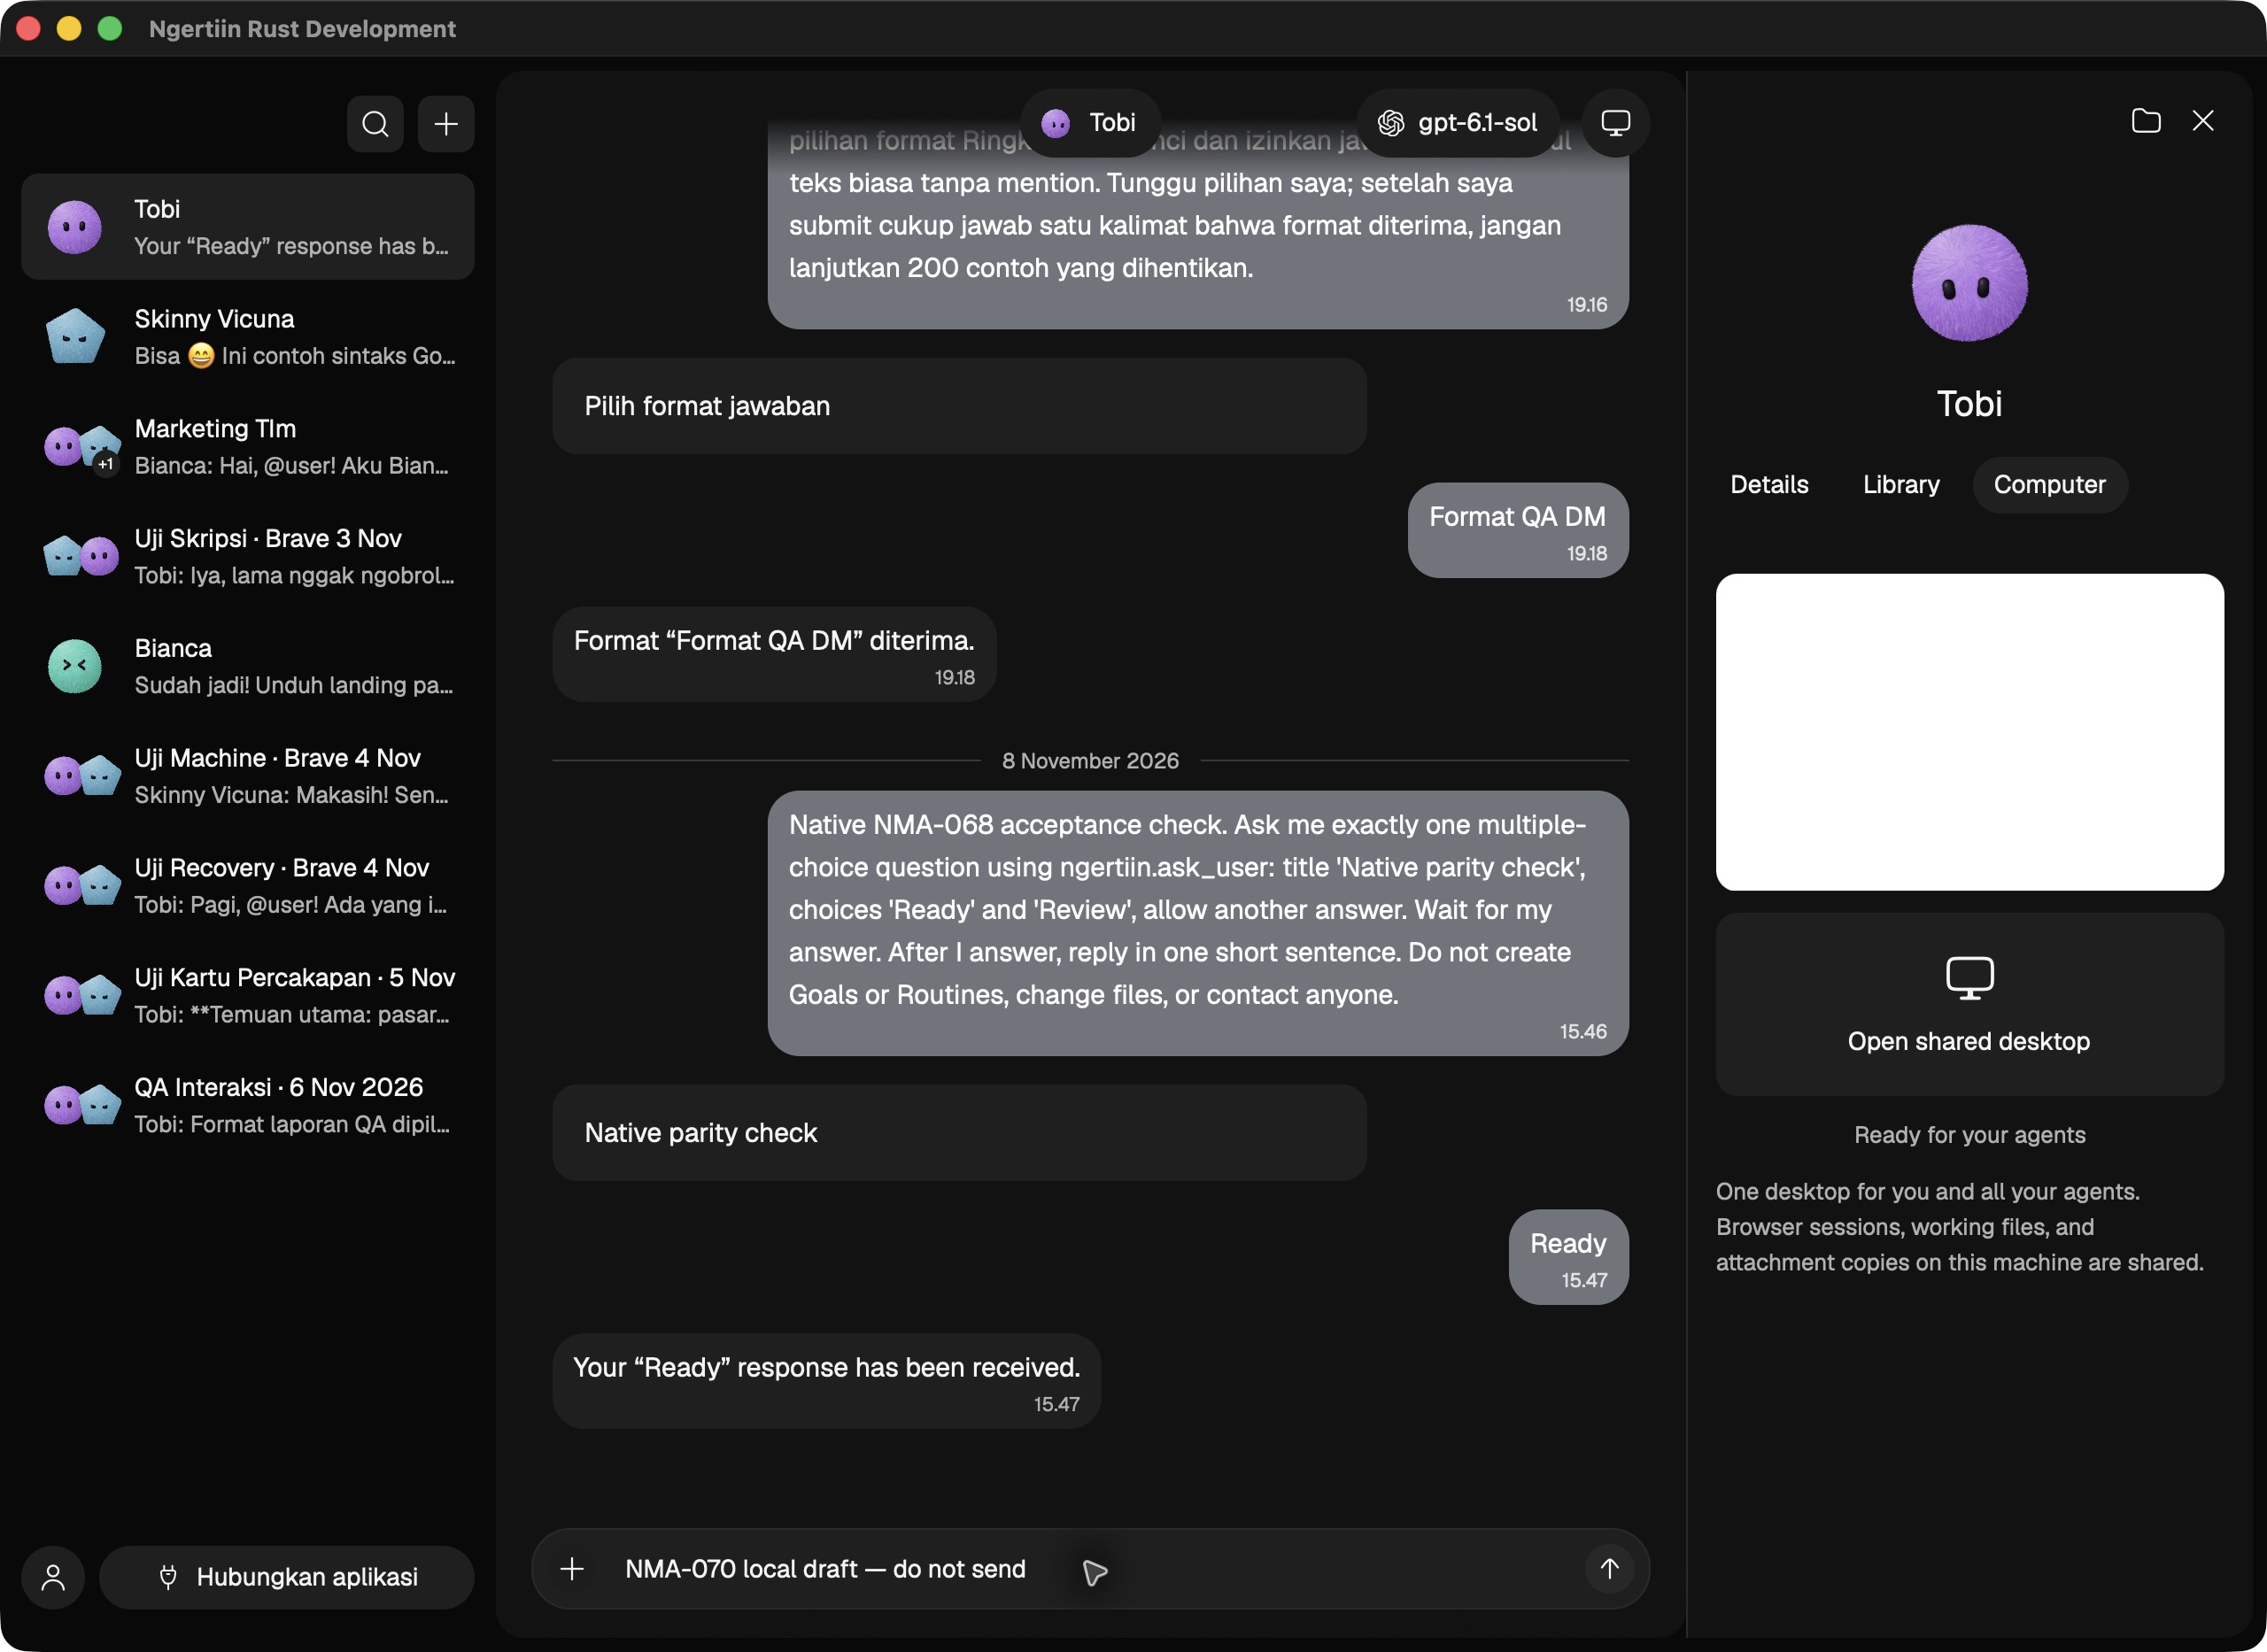 Ngertiin Rust Development
Tobi
Your “Ready” response has b...
Skinny Vicuna
Bisa 😄 Ini contoh sintaks Go...
Marketing TIm
+1
Bianca: Hai, @user! Aku Bian...
Uji Skripsi · Brave 3 Nov
Tobi: Iya, lama nggak ngobrol...
Bianca
Sudah jadi! Unduh landing pa...
Uji Machine · Brave 4 Nov
Skinny Vicuna: Makasih! Sen...
Uji Recovery · Brave 4 Nov
Tobi: Pagi, @user! Ada yang i...
Uji Kartu Percakapan · 5 Nov
Tobi: **Temuan utama: pasar...
QA Interaksi · 6 Nov 2026
Tobi: Format laporan QA dipil...
Hubungkan aplikasi
Tobi
gpt-6.1-sol
pilihan format dan izinkan
teks biasa tanpa mention. Tunggu pilihan saya; setelah saya
submit cukup jawab satu kalimat bahwa format diterima, jangan
lanjutkan 200 contoh yang dihentikan.
19.16
Pilih format jawaban
Format QA DM
19.18
Format “Format QA DM” diterima.
19.18
8 November 2026
Native NMA-068 acceptance check. Ask me exactly one multiple-
choice question using ngertiin.ask_user: title 'Native parity check',
choices 'Ready' and 'Review', allow another answer. Wait for my
answer. After I answer, reply in one short sentence. Do not create
Goals or Routines, change files, or contact anyone.
15.46
Native parity check
Ready
15.47
Your “Ready” response has been received.
15.47
NMA-070 local draft — do not send
Tobi
Details
Library
Computer
Open shared desktop
Ready for your agents
One desktop for you and all your agents.
Browser sessions, working files, and
attachment copies on this machine are shared.